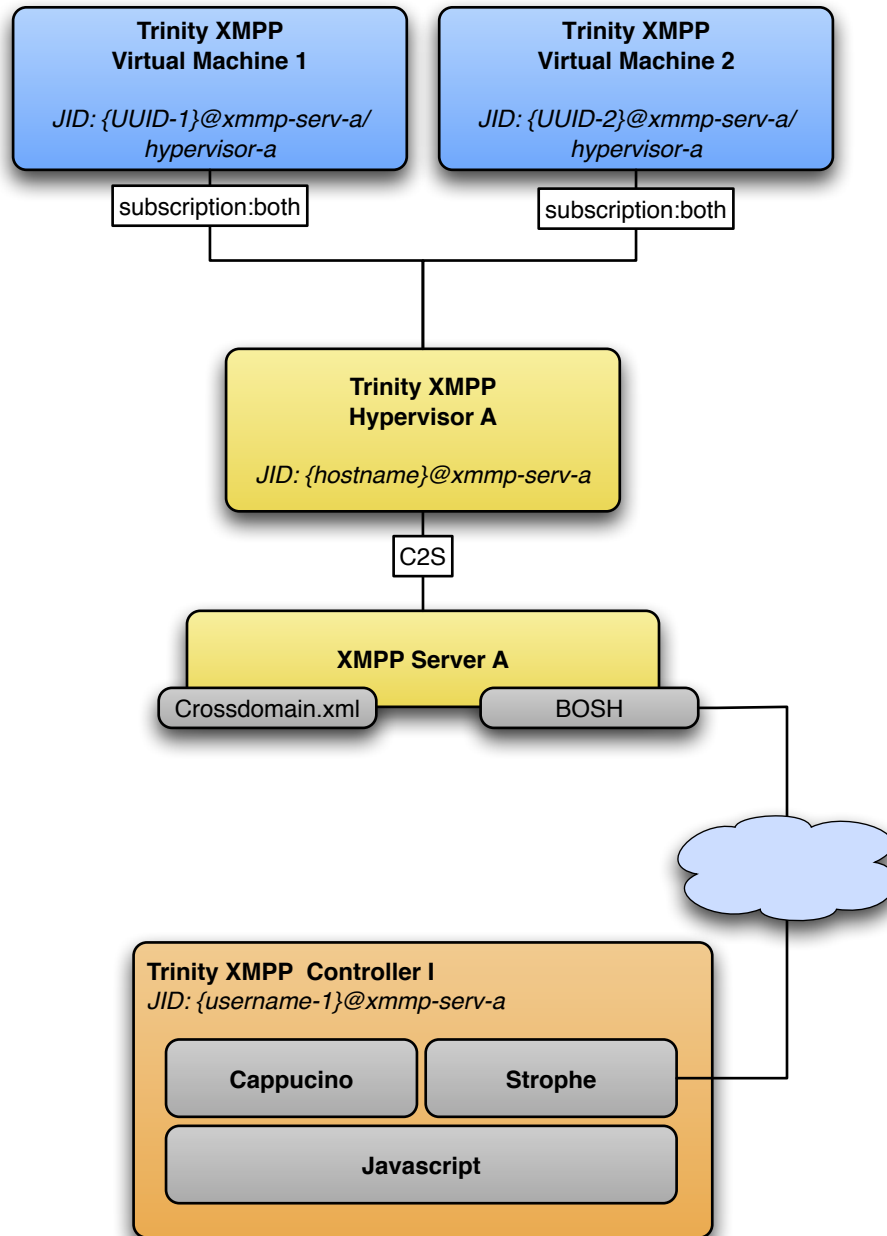 Trinity XMPP
Virtual Machine 1
JID: {UUID-1}@xmmp-serv-a/
hypervisor-a
Trinity XMPP
Virtual Machine 2
JID: {UUID-2}@xmmp-serv-a/
hypervisor-a
subscription:both
subscription:both
Trinity XMPP
Hypervisor A
JID: {hostname}@xmmp-serv-a
C2S
XMPP Server A
Crossdomain.xml
BOSH
Trinity XMPP  Controller I
JID: {username-1}@xmmp-serv-a
Cappucino
Strophe
Javascript